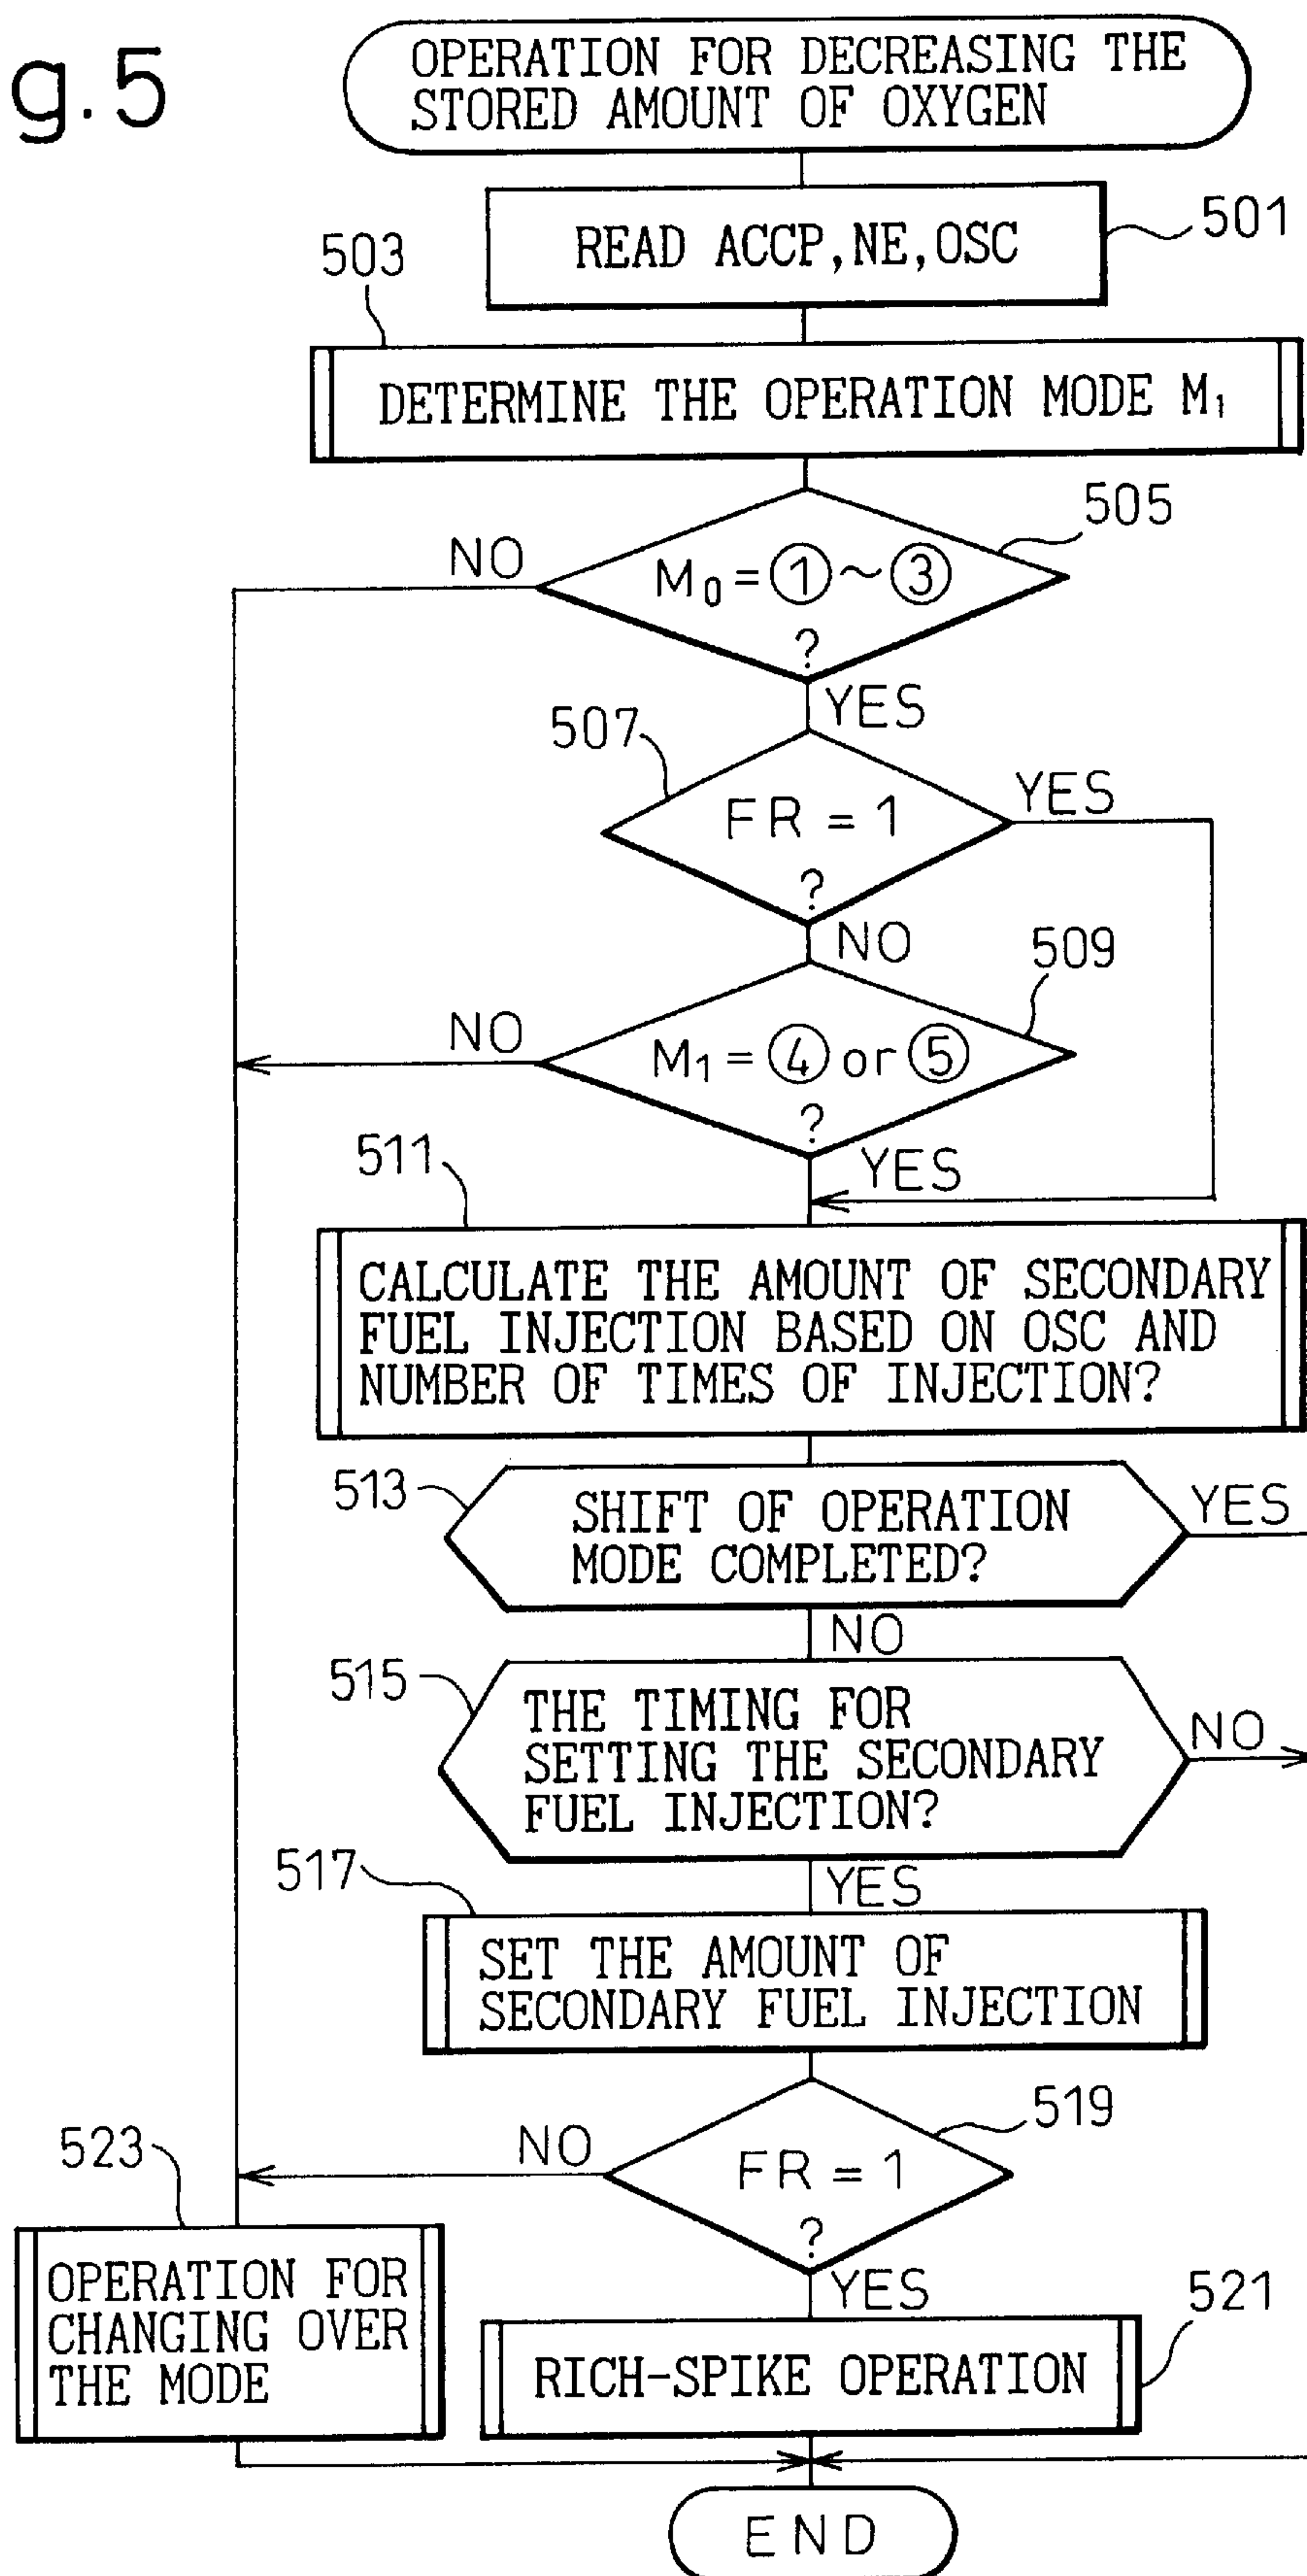 g.5
OPERATION FOR DECREASING THE
STORED AMOUNT OF OXYGEN
501
READ ACCP,NE,OSC
503
DETERMINE THE OPERATION MODE M₁
505
NO
M₀=①~③
?
YES
507
YES
FR=1
?
NO
509
NO
M₁=④or⑤
?
YES
511
CALCULATE THE AMOUNT OF SECONDARY
FUEL INJECTION BASED ON OSC AND
NUMBER OF TIMES OF INJECTION?
513
YES
SHIFT OF OPERATION
MODE COMPLETED?
NO
515
THE TIMING FOR
SETTING THE SECONDARY
FUEL INJECTION?
NO
517
YES
SET THE AMOUNT OF
SECONDARY FUEL INJECTION
519
NO
FR=1
?
YES
523
OPERATION FOR
CHANGING OVER
THE MODE
521
RICH-SPIKE OPERATION
END